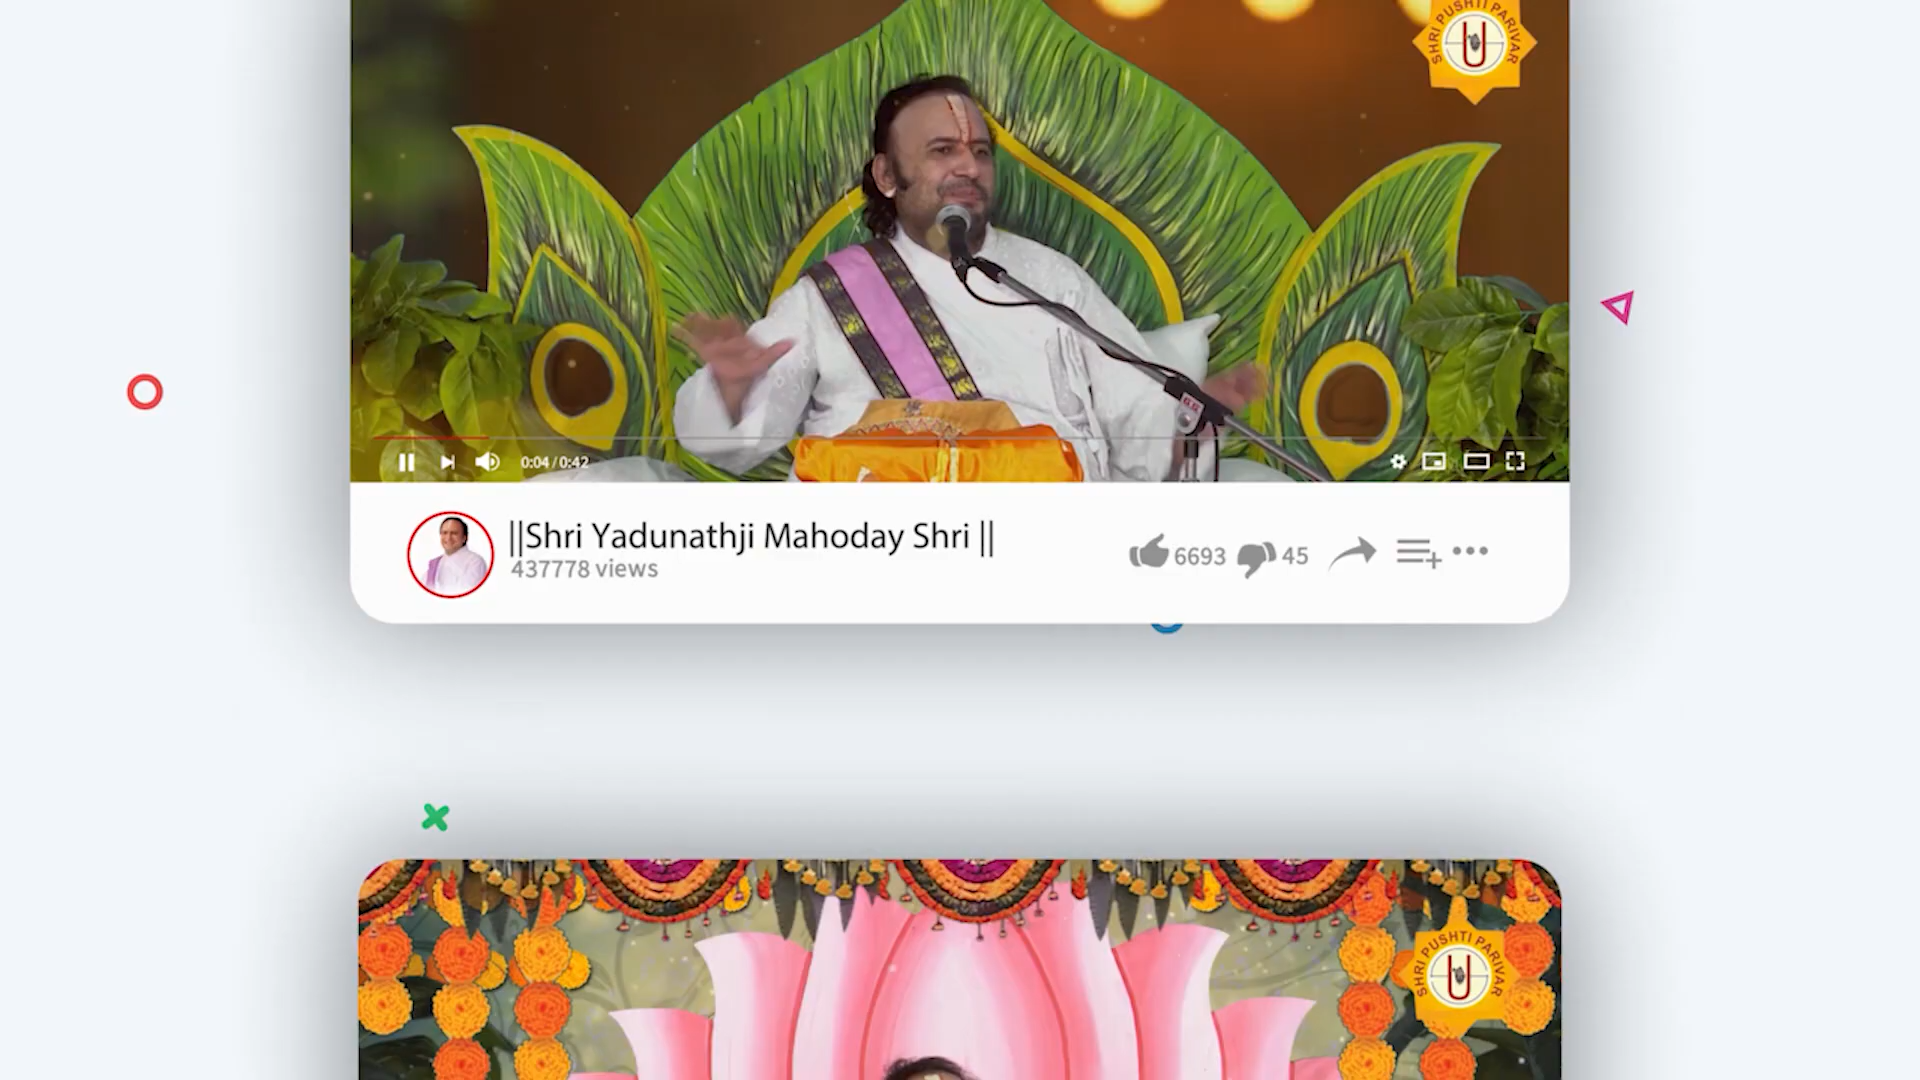 SHRI PUSHTI PARIVAR
0:04 / 0:42
||Shri Yadunathji Mahoday Shri ||
437778 views
6693
45
SHRI PUSHTI PARIVAR